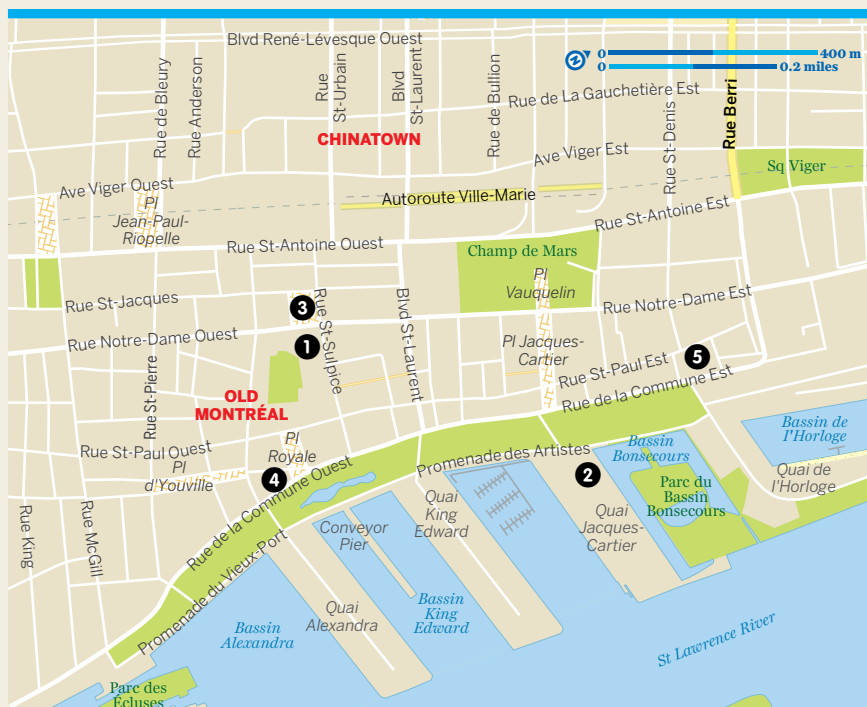 Blvd René-Lévesque Ouest
N
0
400 m
0
0.2 miles
Rue de Bleury
Rue Anderson
Rue
St-Urbain
Blvd
St-Laurent
Rue de Bullion
Rue de La Gauchetière Est
Rue St-Denis
Rue Berri
CHINATOWN
Ave Viger Est
Sq Viger
Ave Viger Ouest
Pl
Jean-Paul-
Riopelle
Autoroute Ville-Marie
Rue St-Antoine Est
Rue St-Antoine Ouest
Champ de Mars
Pl
Vauquelin
Rue St-Jacques
3
Rue St-Sulpice
Blvd St-Laurent
Rue Notre-Dame Est
Rue Notre-Dame Ouest
1
Pl Jacques-
Cartier
5
Rue St-Paul Est
Rue de la Commune Est
Rue St-Pierre
OLD
MONTRÉAL
Rue St-Paul Ouest
Pl
Royale
Pl
d'Youville
4
Rue de la Commune Ouest
Promenade des Artistes
2
Bassin
Bonsecours
Bassin de
l'Horloge
Parc du
Bassin
Bonsecours
Quai de
l'Horloge
Rue King
Rue McGill
Quai
King
Edward
Quai
Jacques-
Cartier
Conveyor
Pier
Promenade du Vieux-Port
Quai
Alexandra
Bassin
King
Edward
Bassin
Alexandra
St Lawrence River
Parc des
Écluses